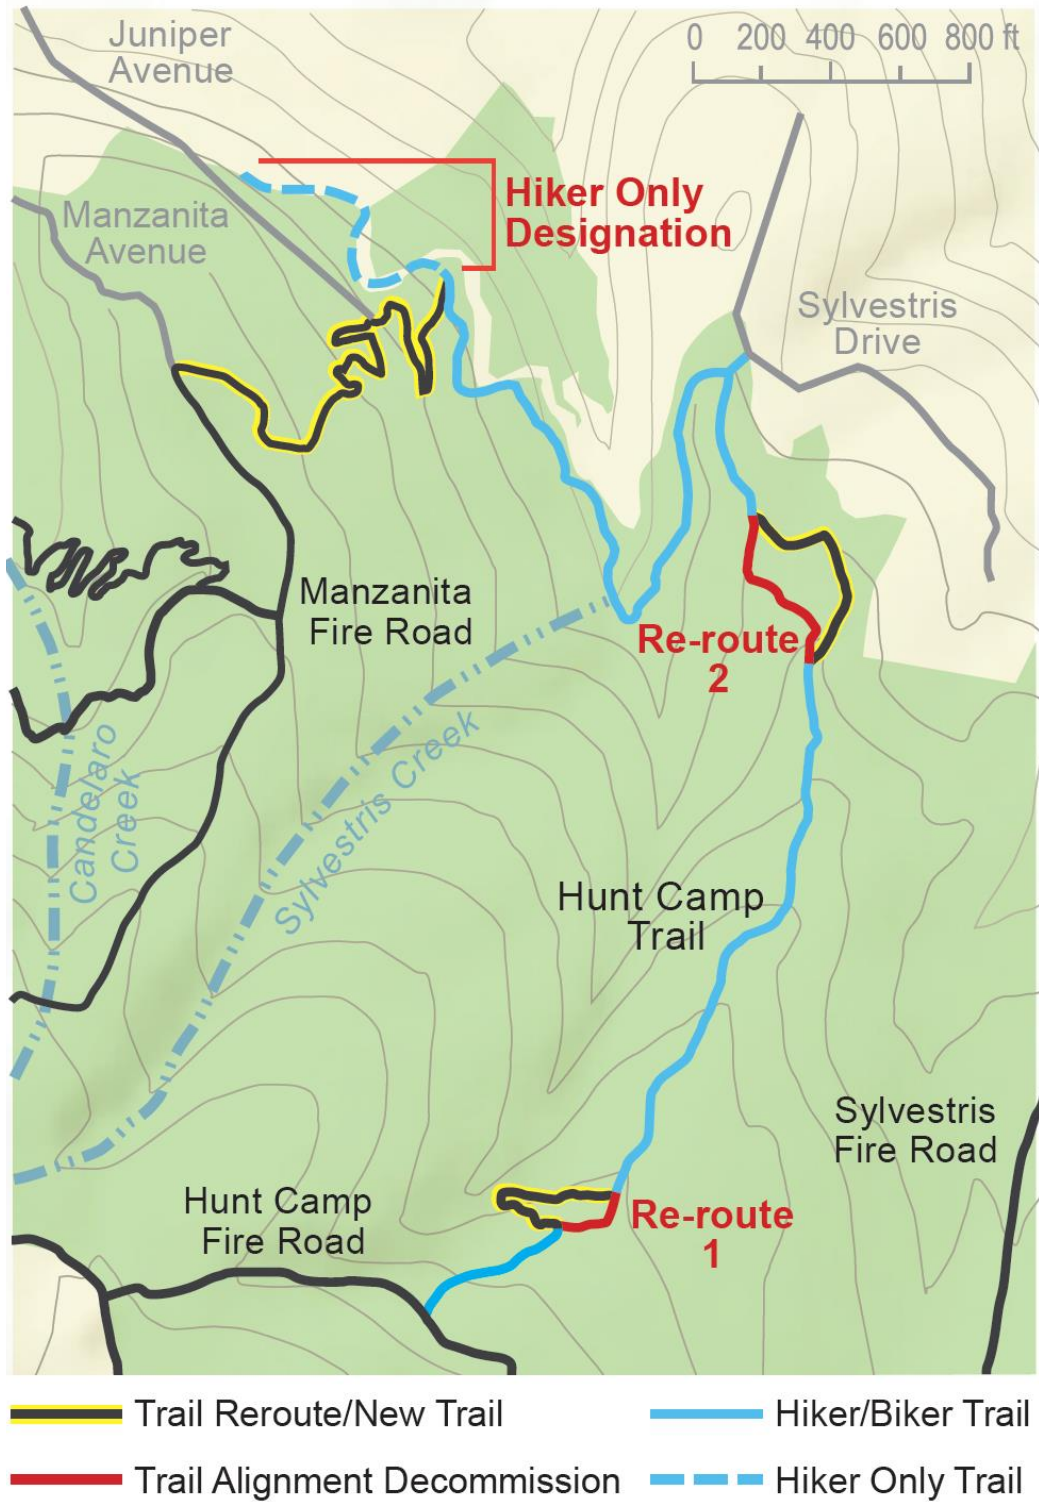 Juniper
Avenue
0 200 400 600 800 ft
Hiker Only
Designation
Manzanita
Avenue
Sylvestris
Drive
Manzanita
Fire Road
Re-route
2
Candelaro
Creek
Sylvestris Creek
Hunt Camp
Trail
Sylvestris
Fire Road
Hunt Camp
Fire Road
Re-route
1
Trail Reroute/New Trail
Hiker/Biker Trail
Trail Alignment Decommission
Hiker Only Trail